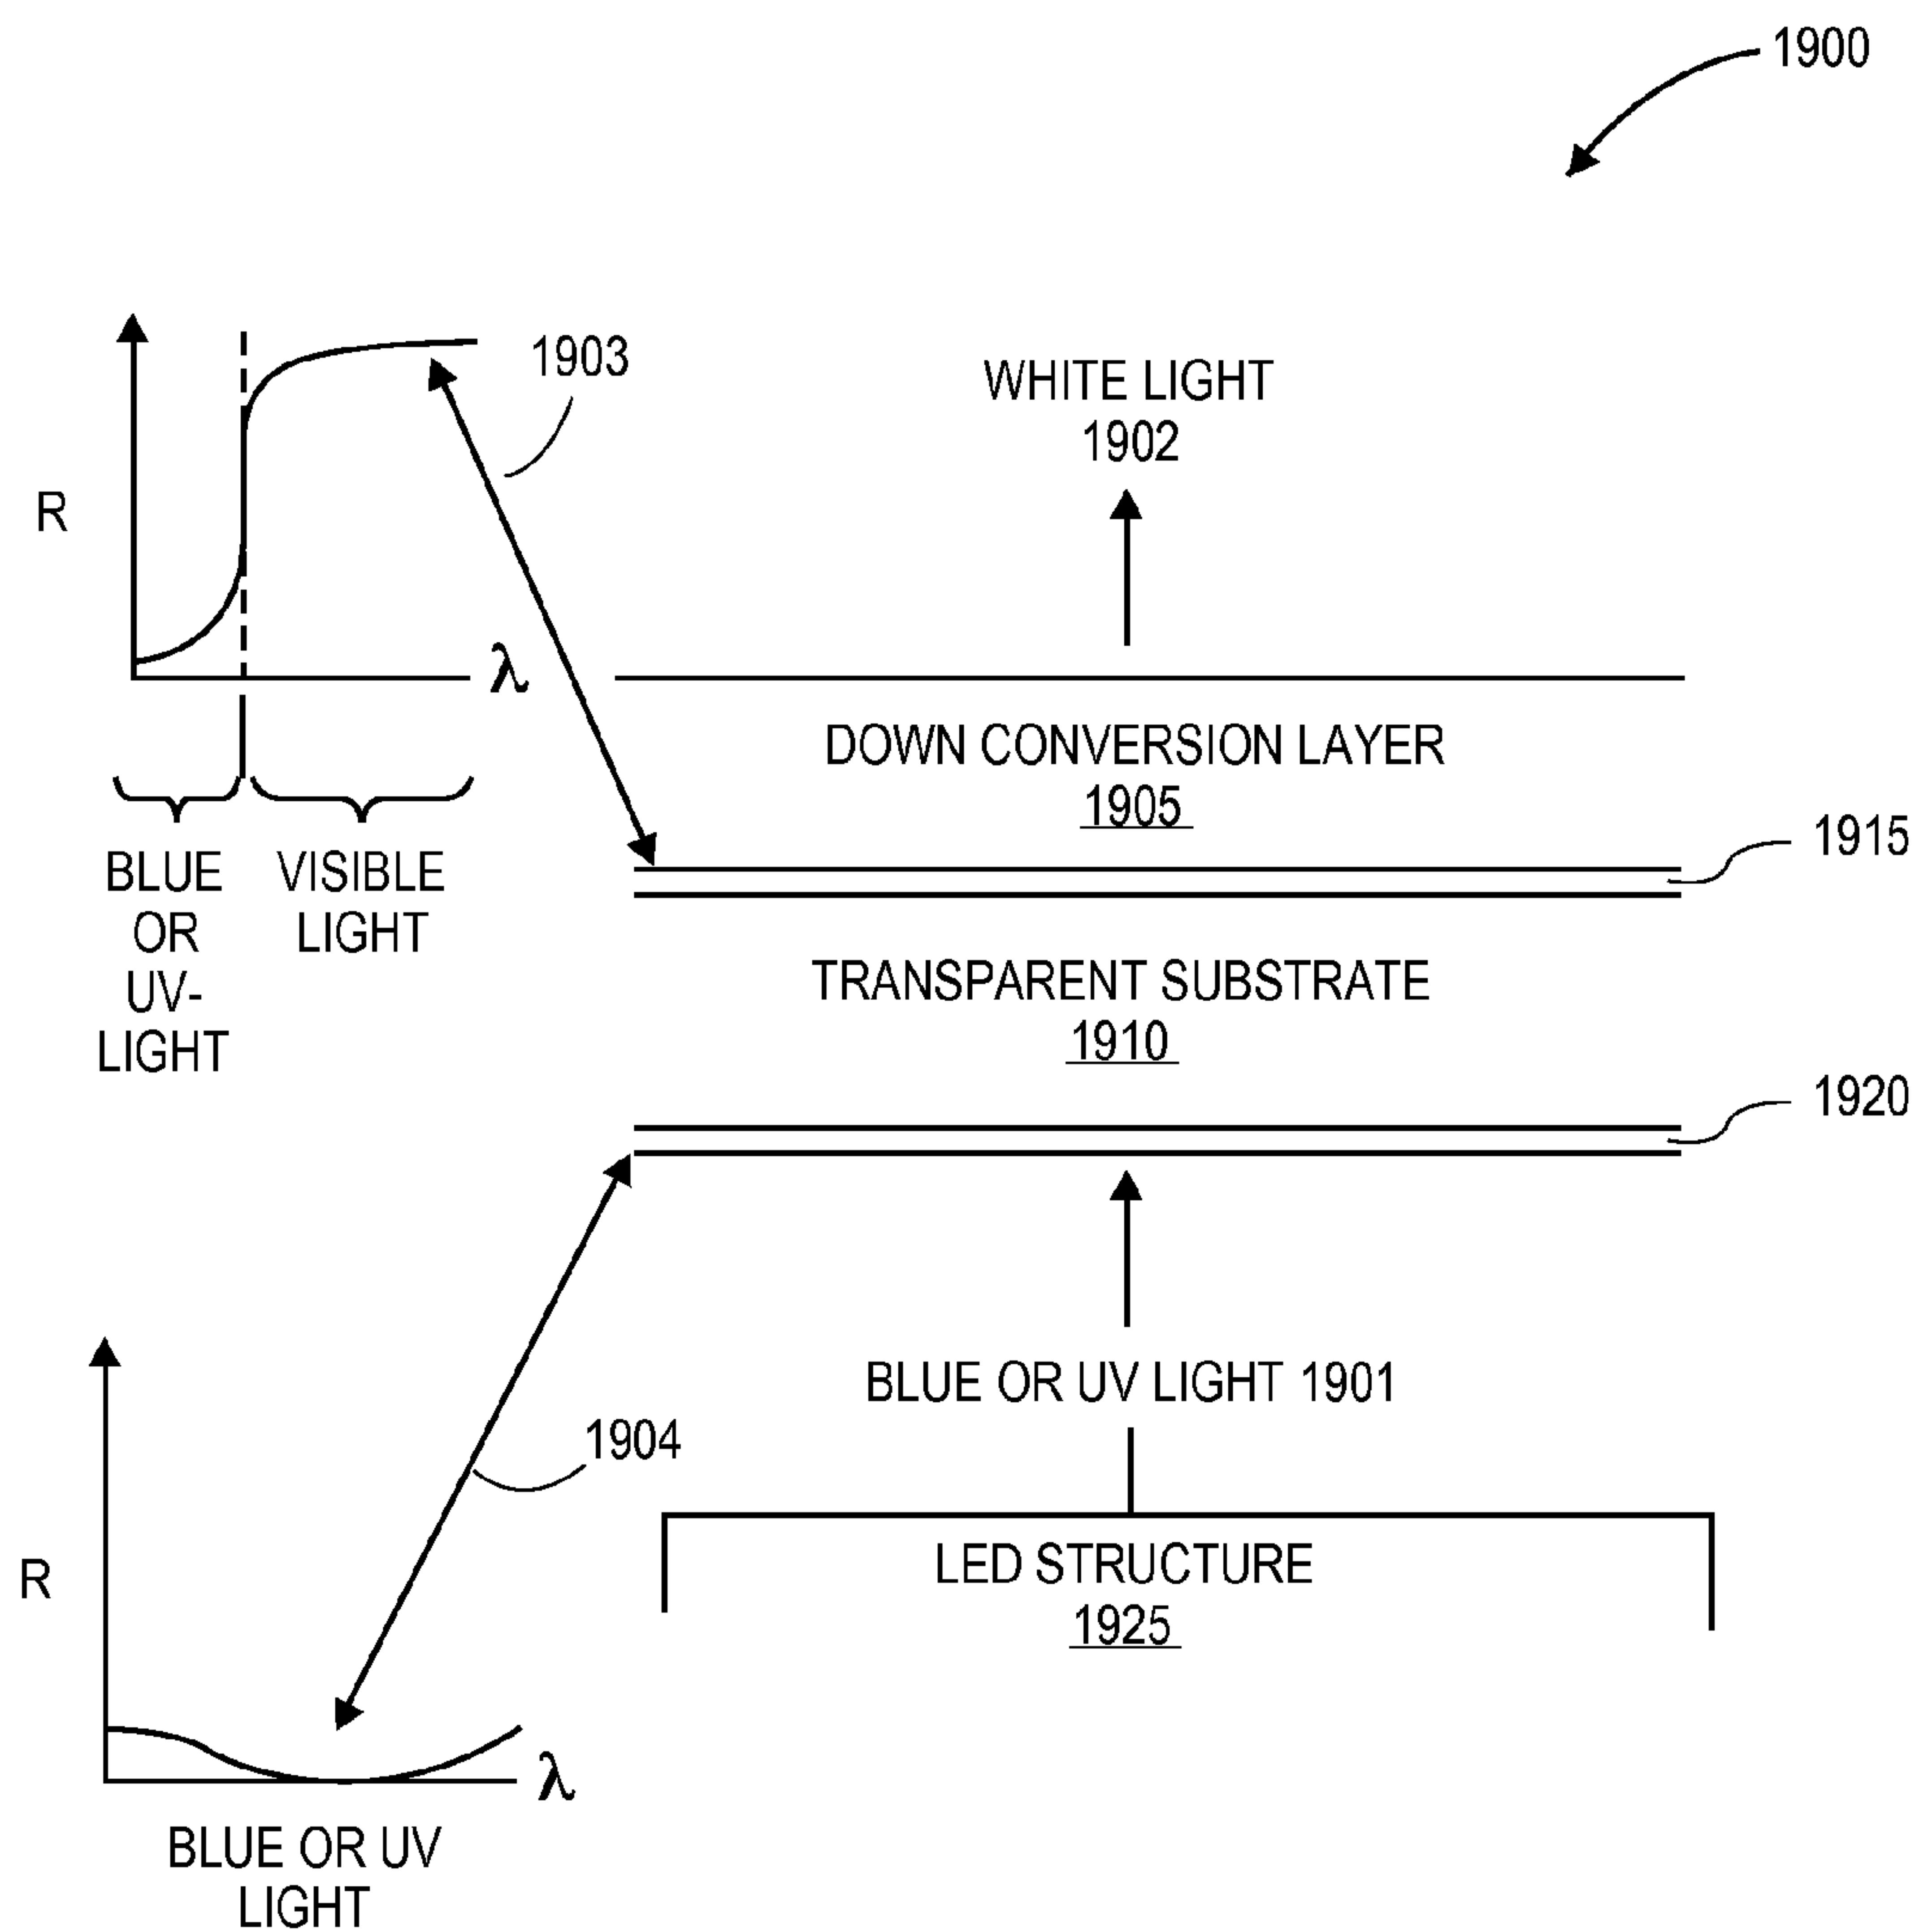 1900
1903
WHITE LIGHT
1902
R
λ
DOWN CONVERSION LAYER
1905
1915
BLUE
OR
UV-
LIGHT
VISIBLE
LIGHT
TRANSPARENT SUBSTRATE
1910
1920
BLUE OR UV LIGHT 1901
1904
LED STRUCTURE
1925
R
λ
BLUE OR UV
LIGHT